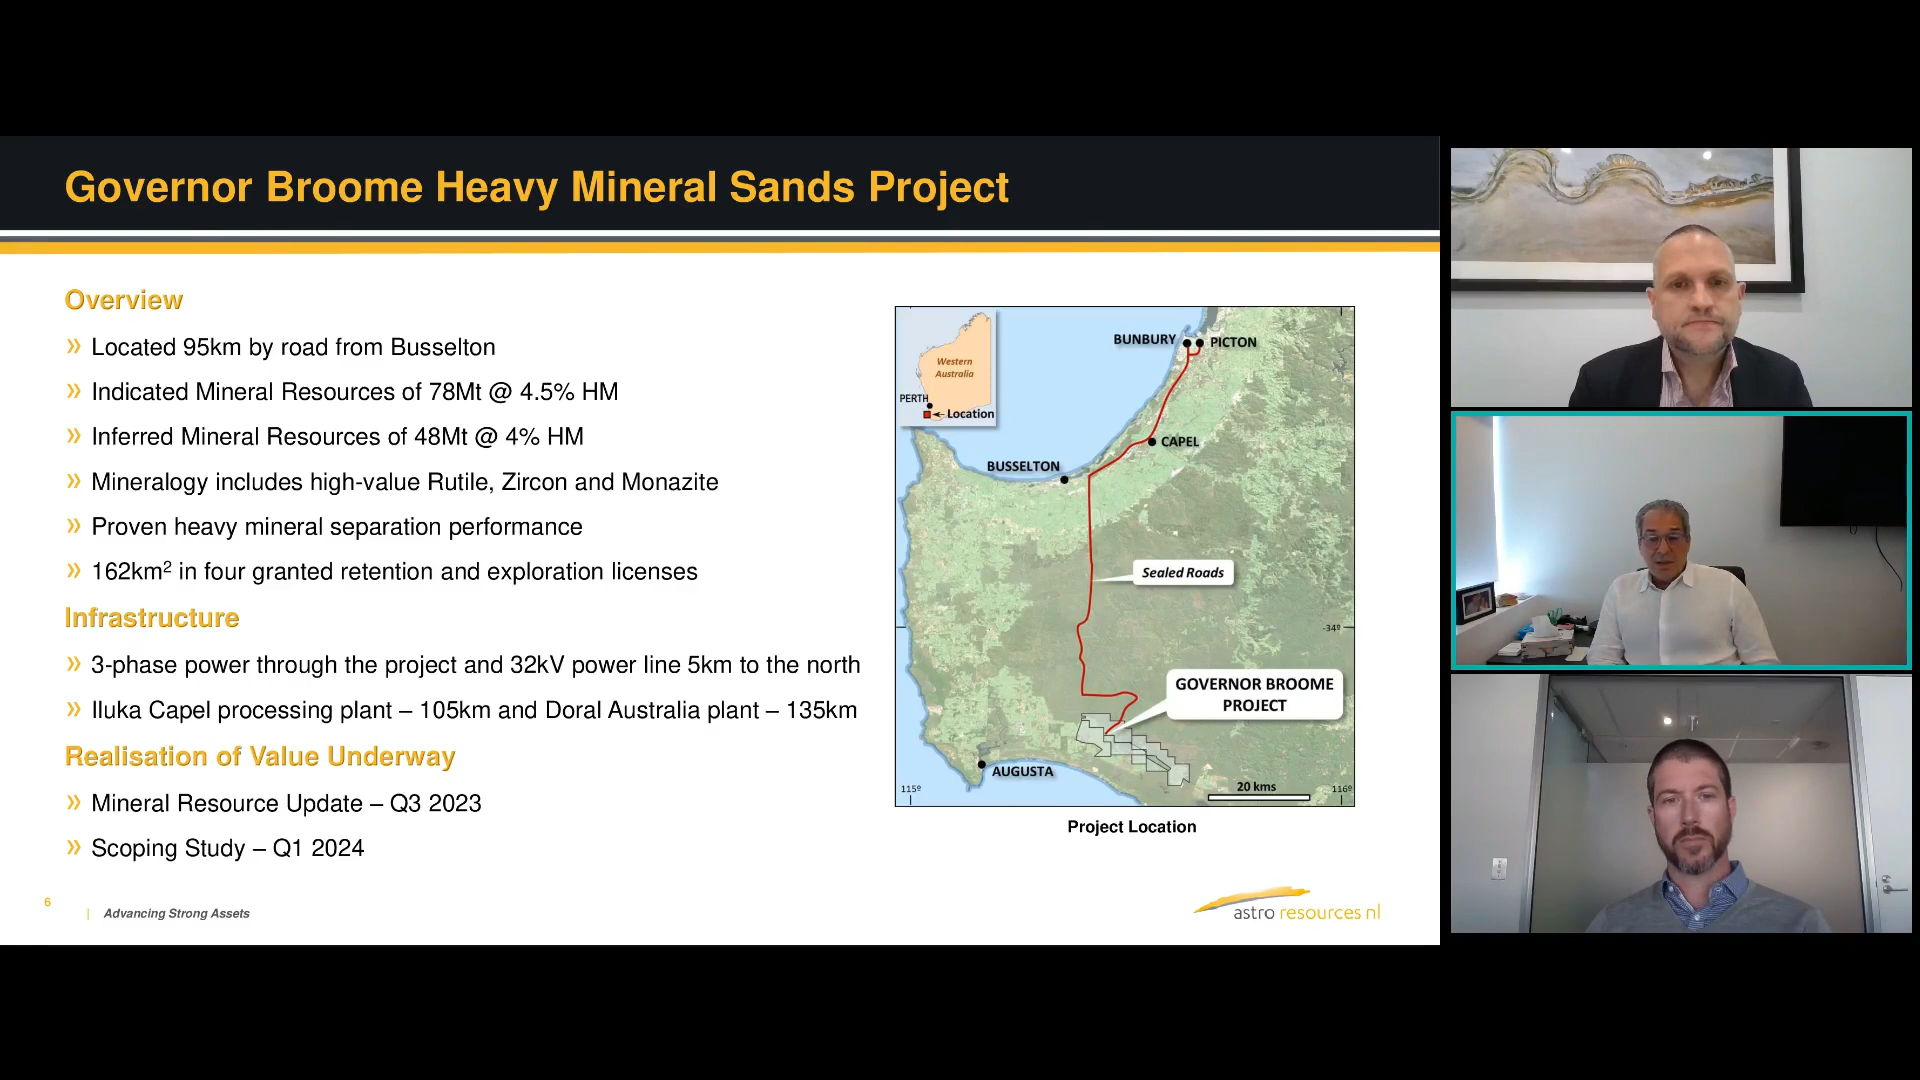 Governor Broome Heavy Mineral Sands Project
Overview
» Located 95km by road from Busselton
» Indicated Mineral Resources of 78Mt @ 4.5% HM
» Inferred Mineral Resources of 48Mt @ 4% HM
» Mineralogy includes high-value Rutile, Zircon and Monazite
» Proven heavy mineral separation performance
» 162km² in four granted retention and exploration licenses
Infrastructure
» 3-phase power through the project and 32kV power line 5km to the north
» Iluka Capel processing plant – 105km and Doral Australia plant – 135km
Realisation of Value Underway
» Mineral Resource Update – Q3 2023
» Scoping Study – Q1 2024
Western
Australia
PERTH
Location
BUNBURY
PICTON
CAPEL
BUSSELTON
Sealed Roads
-34º
GOVERNOR BROOME
PROJECT
AUGUSTA
20 kms
115º
116º
Project Location
6
| Advancing Strong Assets
astro resources nl